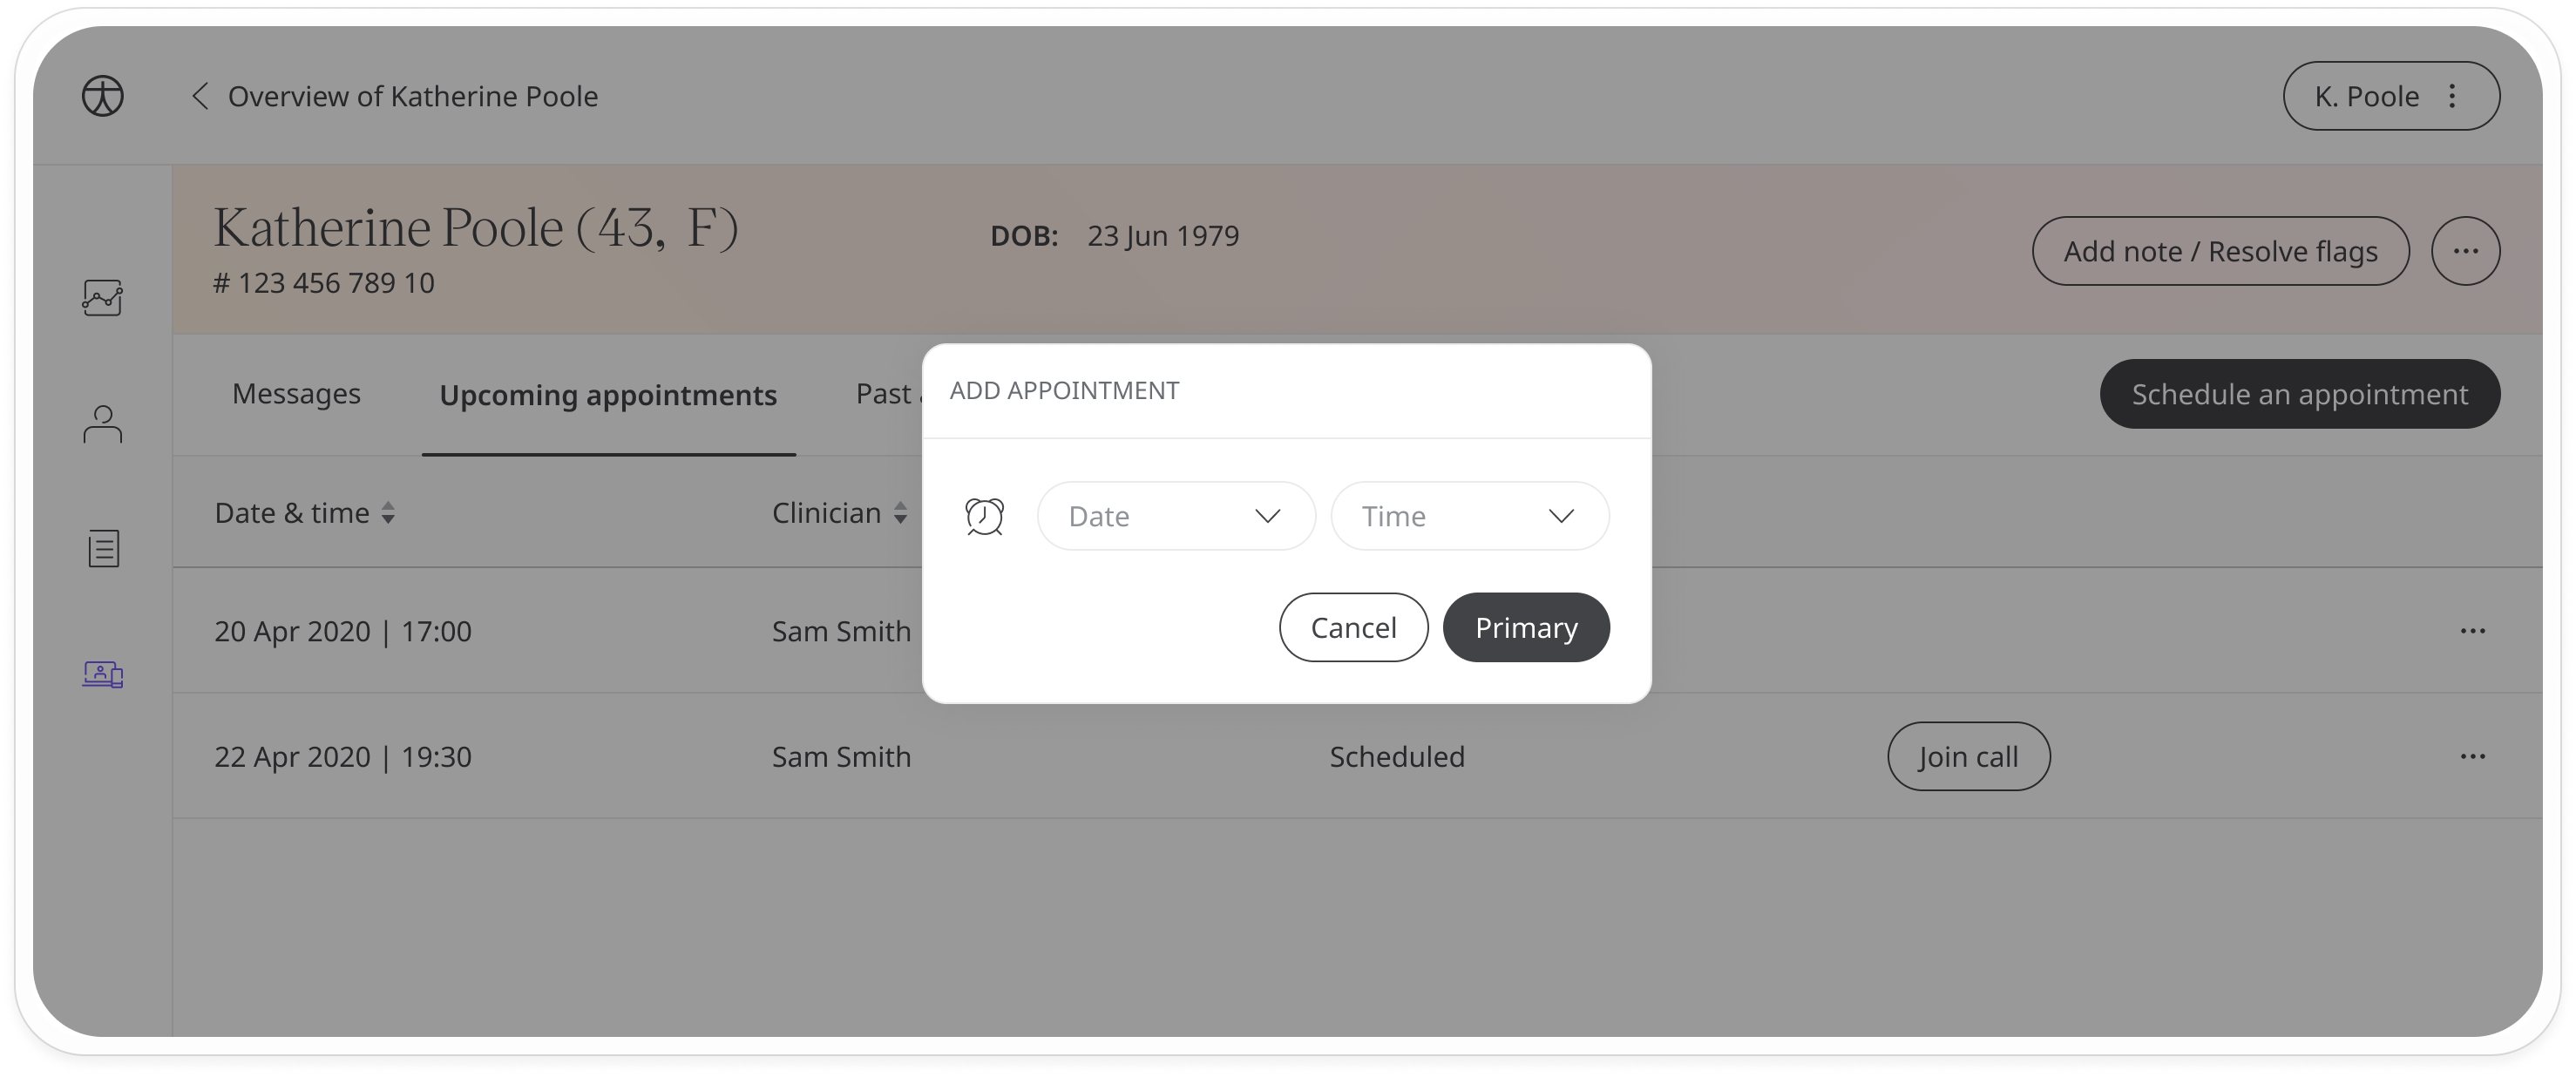 Overview of Katherine Poole
K. Poole
Katherine Poole (43, F)
# 123 456 789 10
DOB: 23 Jun 1979
Add note / Resolve flags
Messages
Upcoming appointments
Past
Schedule an appointment
ADD APPOINTMENT
Date & time
Clinician
Date
Time
Cancel
Primary
20 Apr 2020 | 17:00
Sam Smith
22 Apr 2020 | 19:30
Sam Smith
Scheduled
Join call